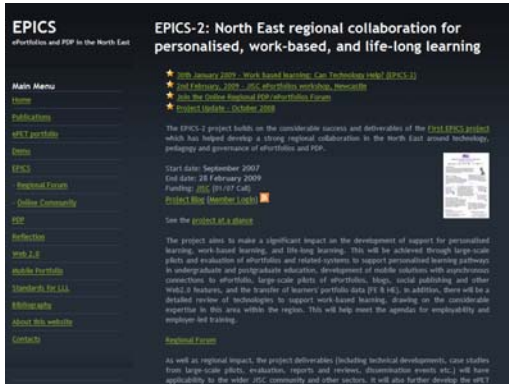 EPICS
ePortfolios and PDP in the North East
Main Menu
Home
Publications
ePET portfolio
Demo
EPICS
- Regional Forum
- Online Community
PDP
Reflection
Web 2.0
Mobile Portfolio
Standards for LLL
Bibliography
About this website
Contacts
EPICS-2: North East regional collaboration for
personalised, work-based, and life-long learning
30th January 2009 - Work based learning: Can Technology Help? (EPICS-2)
2nd February, 2009 - JISC ePortfolios workshop, Newcastle
Join the Online Regional PDP/ePortfolios Forum
Project Update - October 2008
The EPICS-2 project builds on the considerable success and deliverables of the First EPICS project
which has helped develop a strong regional collaboration in the North East around technology,
pedagogy and governance of ePortfolios and PDP.
Start date: September 2007
End date: 28 February 2009
Funding: JISC (01/07 Call)
Project Blog (Member Login)
See the project at a glance
The project aims to make a significant impact on the development of support for personalised
learning, work-based learning, and life-long learning. This will be achieved through large-scale
pilots and evaluation of ePortfolios and related-systems to support personalised learning pathways
in undergraduate and postgraduate education, development of mobile solutions with asynchronous
connections to ePortfolio, large-scale pilots of ePortfolios, blogs, social publishing and other
Web2.0 features, and the transfer of learners' portfolio data (FE & HE). In addition, there will be a
detailed review of technologies to support work-based learning, drawing on the considerable
expertise in this area within the region. This will help meet the agendas for employability and
employer-led training.
Regional Forum
As well as regional impact, the project deliverables (including technical developments, case studies
from large-scale pilots, evaluation, reports and reviews, dissemination events etc.) will have
applicability to the wider JISC community and other sectors. It will also further develop the ePET